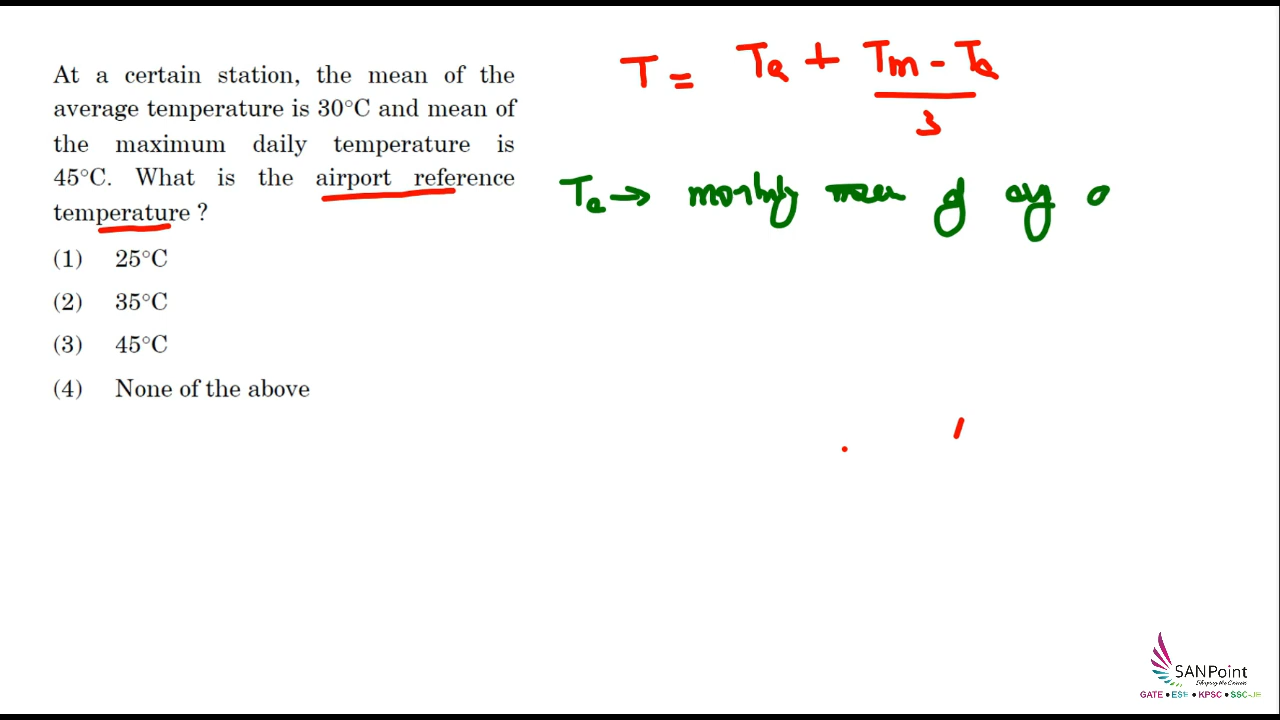 At a certain station, the mean of the
average temperature is 30°C and mean of
the maximum daily temperature is
45°C. What is the airport reference
temperature ?
(1) 25°C
(2) 35°C
(3) 45°C
(4) None of the above
T = Ta + Tm - Ta
3
Ta → monthly mean of avg
SANPoint
GATE • ESE • KPSC • SSC-JE